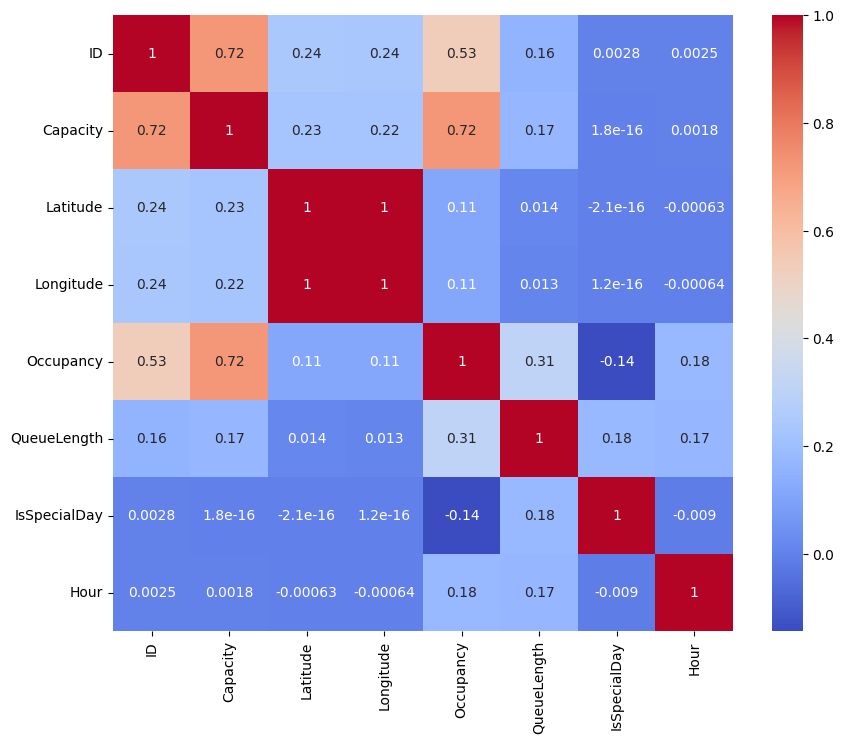 ID 1 0.72 0.24 0.24 0.53 0.16 0.0028 0.0025
Capacity 0.72 1 0.23 0.22 0.72 0.17 1.8e-16 0.0018
Latitude 0.24 0.23 1 1 0.11 0.014 -2.1e-16 -0.00063
Longitude 0.24 0.22 1 1 0.11 0.013 1.2e-16 -0.00064
Occupancy 0.53 0.72 0.11 0.11 1 0.31 -0.14 0.18
QueueLength 0.16 0.17 0.014 0.013 0.31 1 0.18 0.17
IsSpecialDay 0.0028 1.8e-16 -2.1e-16 1.2e-16 -0.14 0.18 1 -0.009
Hour 0.0025 0.0018 -0.00063 -0.00064 0.18 0.17 -0.009 1
ID
Capacity
Latitude
Longitude
Occupancy
QueueLength
IsSpecialDay
Hour
1.0
0.8
0.6
0.4
0.2
0.0